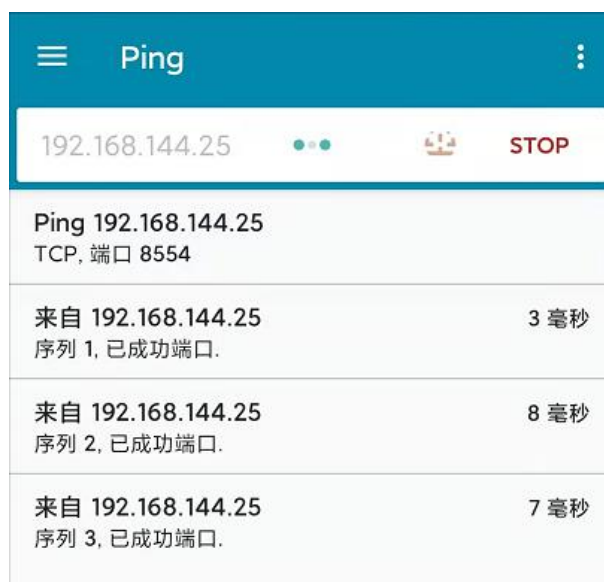 Ping
192.168.144.25
STOP
Ping 192.168.144.25
TCP, 端口 8554
来自 192.168.144.25
3 毫秒
序列 1, 已成功端口.
来自 192.168.144.25
8 毫秒
序列 2, 已成功端口.
来自 192.168.144.25
7 毫秒
序列 3, 已成功端口.